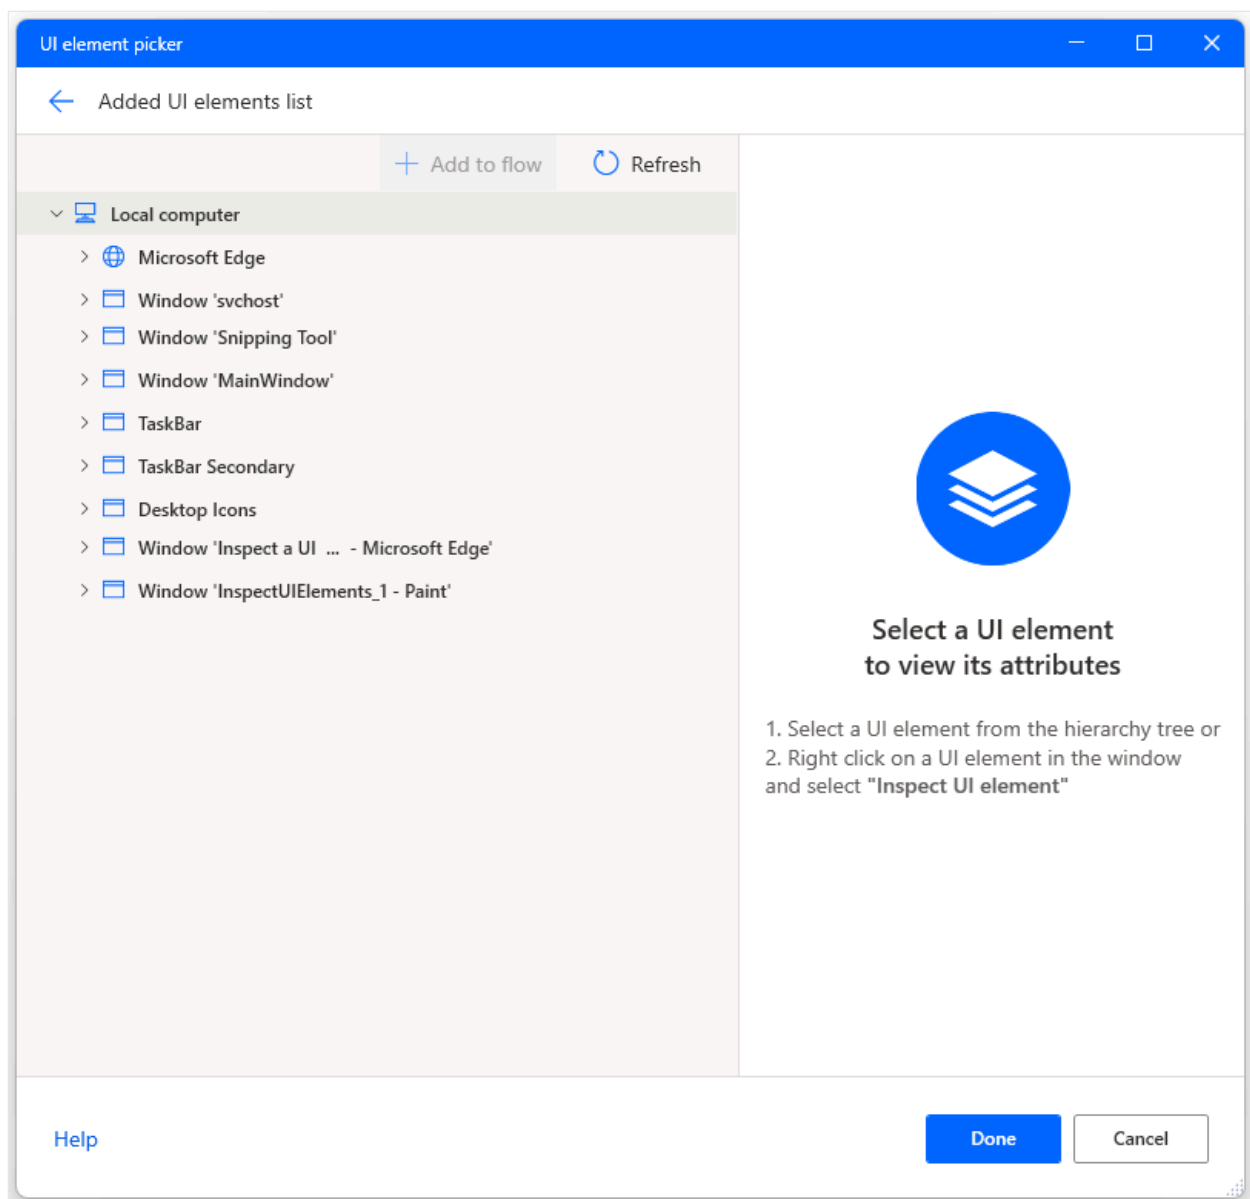 UI element picker
Added UI elements list
Add to flow
Refresh
Local computer
Microsoft Edge
Window 'svchost'
Window 'Snipping Tool'
Window 'MainWindow'
TaskBar
TaskBar Secondary
Desktop Icons
Window 'Inspect a UI ... - Microsoft Edge'
Window 'InspectUIElements_1 - Paint'
Select a UI element
to view its attributes
1. Select a UI element from the hierarchy tree or
2. Right click on a UI element in the window
and select "Inspect UI element"
Help
Done
Cancel